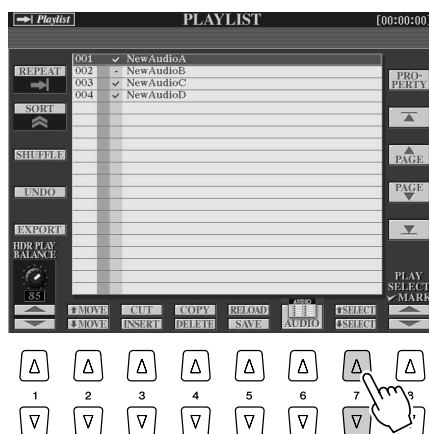 Playlist PLAYLIST [00:00:00]
001 ✓ NewAudioA
002 - NewAudioB
003 ✓ NewAudioC
004 ✓ NewAudioD
REPEAT
SORT
SHUFFLE
UNDO
EXPORT
HDR PLAY
BALANCE
85
PRO-
PERTY
PAGE
PAGE
PLAY
SELECT
✓MARK
⬆MOVE CUT COPY RELOAD AUDIO ⬆SELECT
⬇MOVE INSERT DELETE SAVE AUDIO ⬇SELECT
1 2 3 4 5 6 7 8